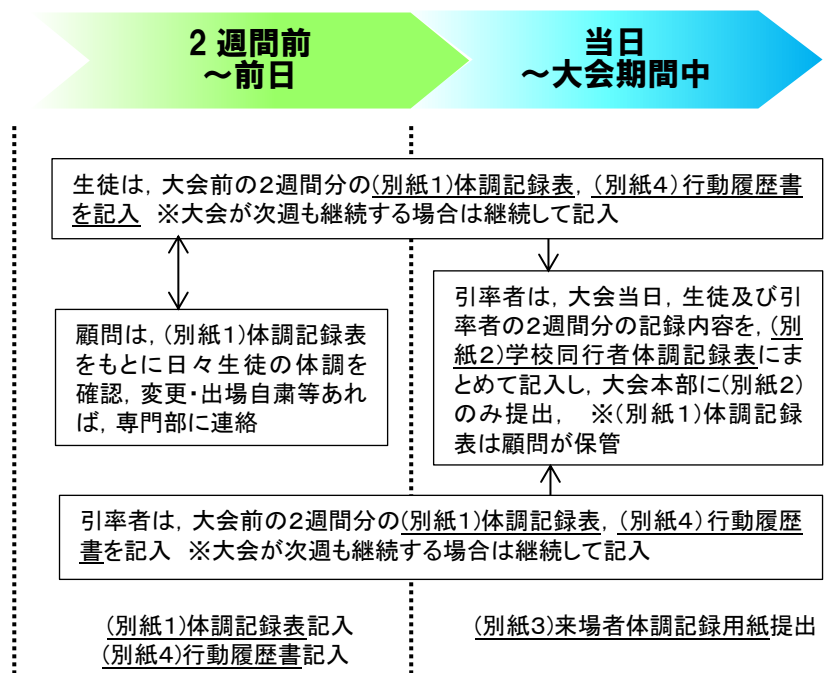 2週間前
~前日
当日
~大会期間中
生徒は,大会前の2週間分の(別紙1)体調記録表,(別紙4)行動履歴書
を記入 ※大会が次週も継続する場合は継続して記入
顧問は,(別紙1)体調記録表
をもとに日々生徒の体調を
確認,変更・出場自粛等あれ
ば,専門部に連絡
引率者は,大会当日,生徒及び引
率者の2週間分の記録内容を,(別
紙2)学校同行者体調記録表にま
とめて記入し,大会本部に(別紙2)
のみ提出, ※(別紙1)体調記録
表は顧問が保管
引率者は,大会前の2週間分の(別紙1)体調記録表,(別紙4)行動履歴
書を記入 ※大会が次週も継続する場合は継続して記入
(別紙1)体調記録表記入
(別紙4)行動履歴書記入
(別紙3)来場者体調記録用紙提出